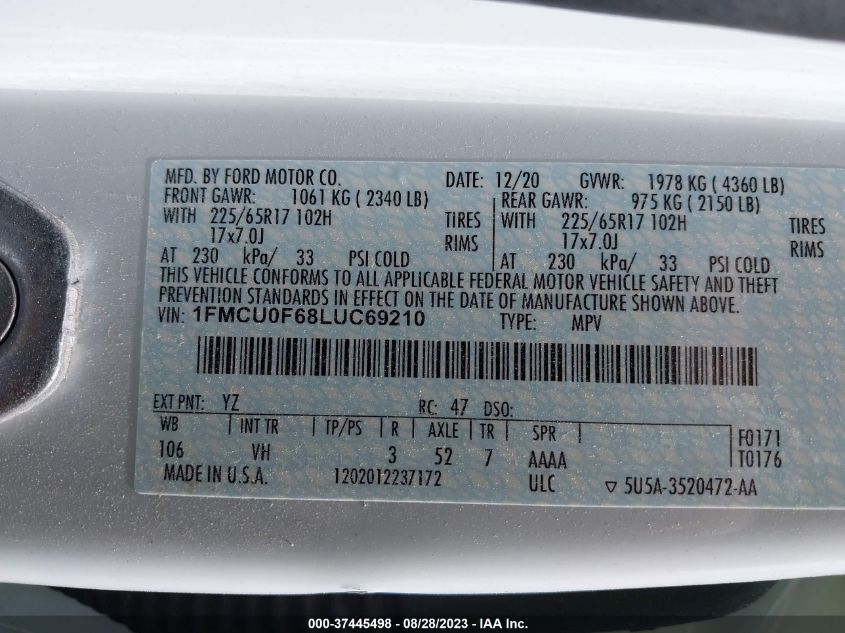 MFD. BY FORD MOTOR CO. DATE: 12/20 GVWR: 1978 KG ( 4360 LB)
FRONT GAWR: 1061 KG ( 2340 LB) REAR GAWR: 975 KG ( 2150 LB)
WITH 225/65R17 102H TIRES WITH 225/65R17 102H TIRES
17x7.0J RIMS 17x7.0J RIMS
AT 230 kPa/ 33 PSI COLD AT 230 kPa/ 33 PSI COLD
THIS VEHICLE CONFORMS TO ALL APPLICABLE FEDERAL MOTOR VEHICLE SAFETY AND THEFT
PREVENTION STANDARDS IN EFFECT ON THE DATE OF MANUFACTURE SHOWN ABOVE.
VIN: 1FMCU0F68LUC69210 TYPE: MPV
EXT PNT: YZ RC: 47 DSO:
WB INT TR TP/PS R AXLE TR SPR F0171
106 VH 3 52 7 AAAA T0176
MADE IN U.S.A. 1202012237172 ULC ▽ 5U5A-3520472-AA
000-37445498 - 08/28/2023 - IAA Inc.